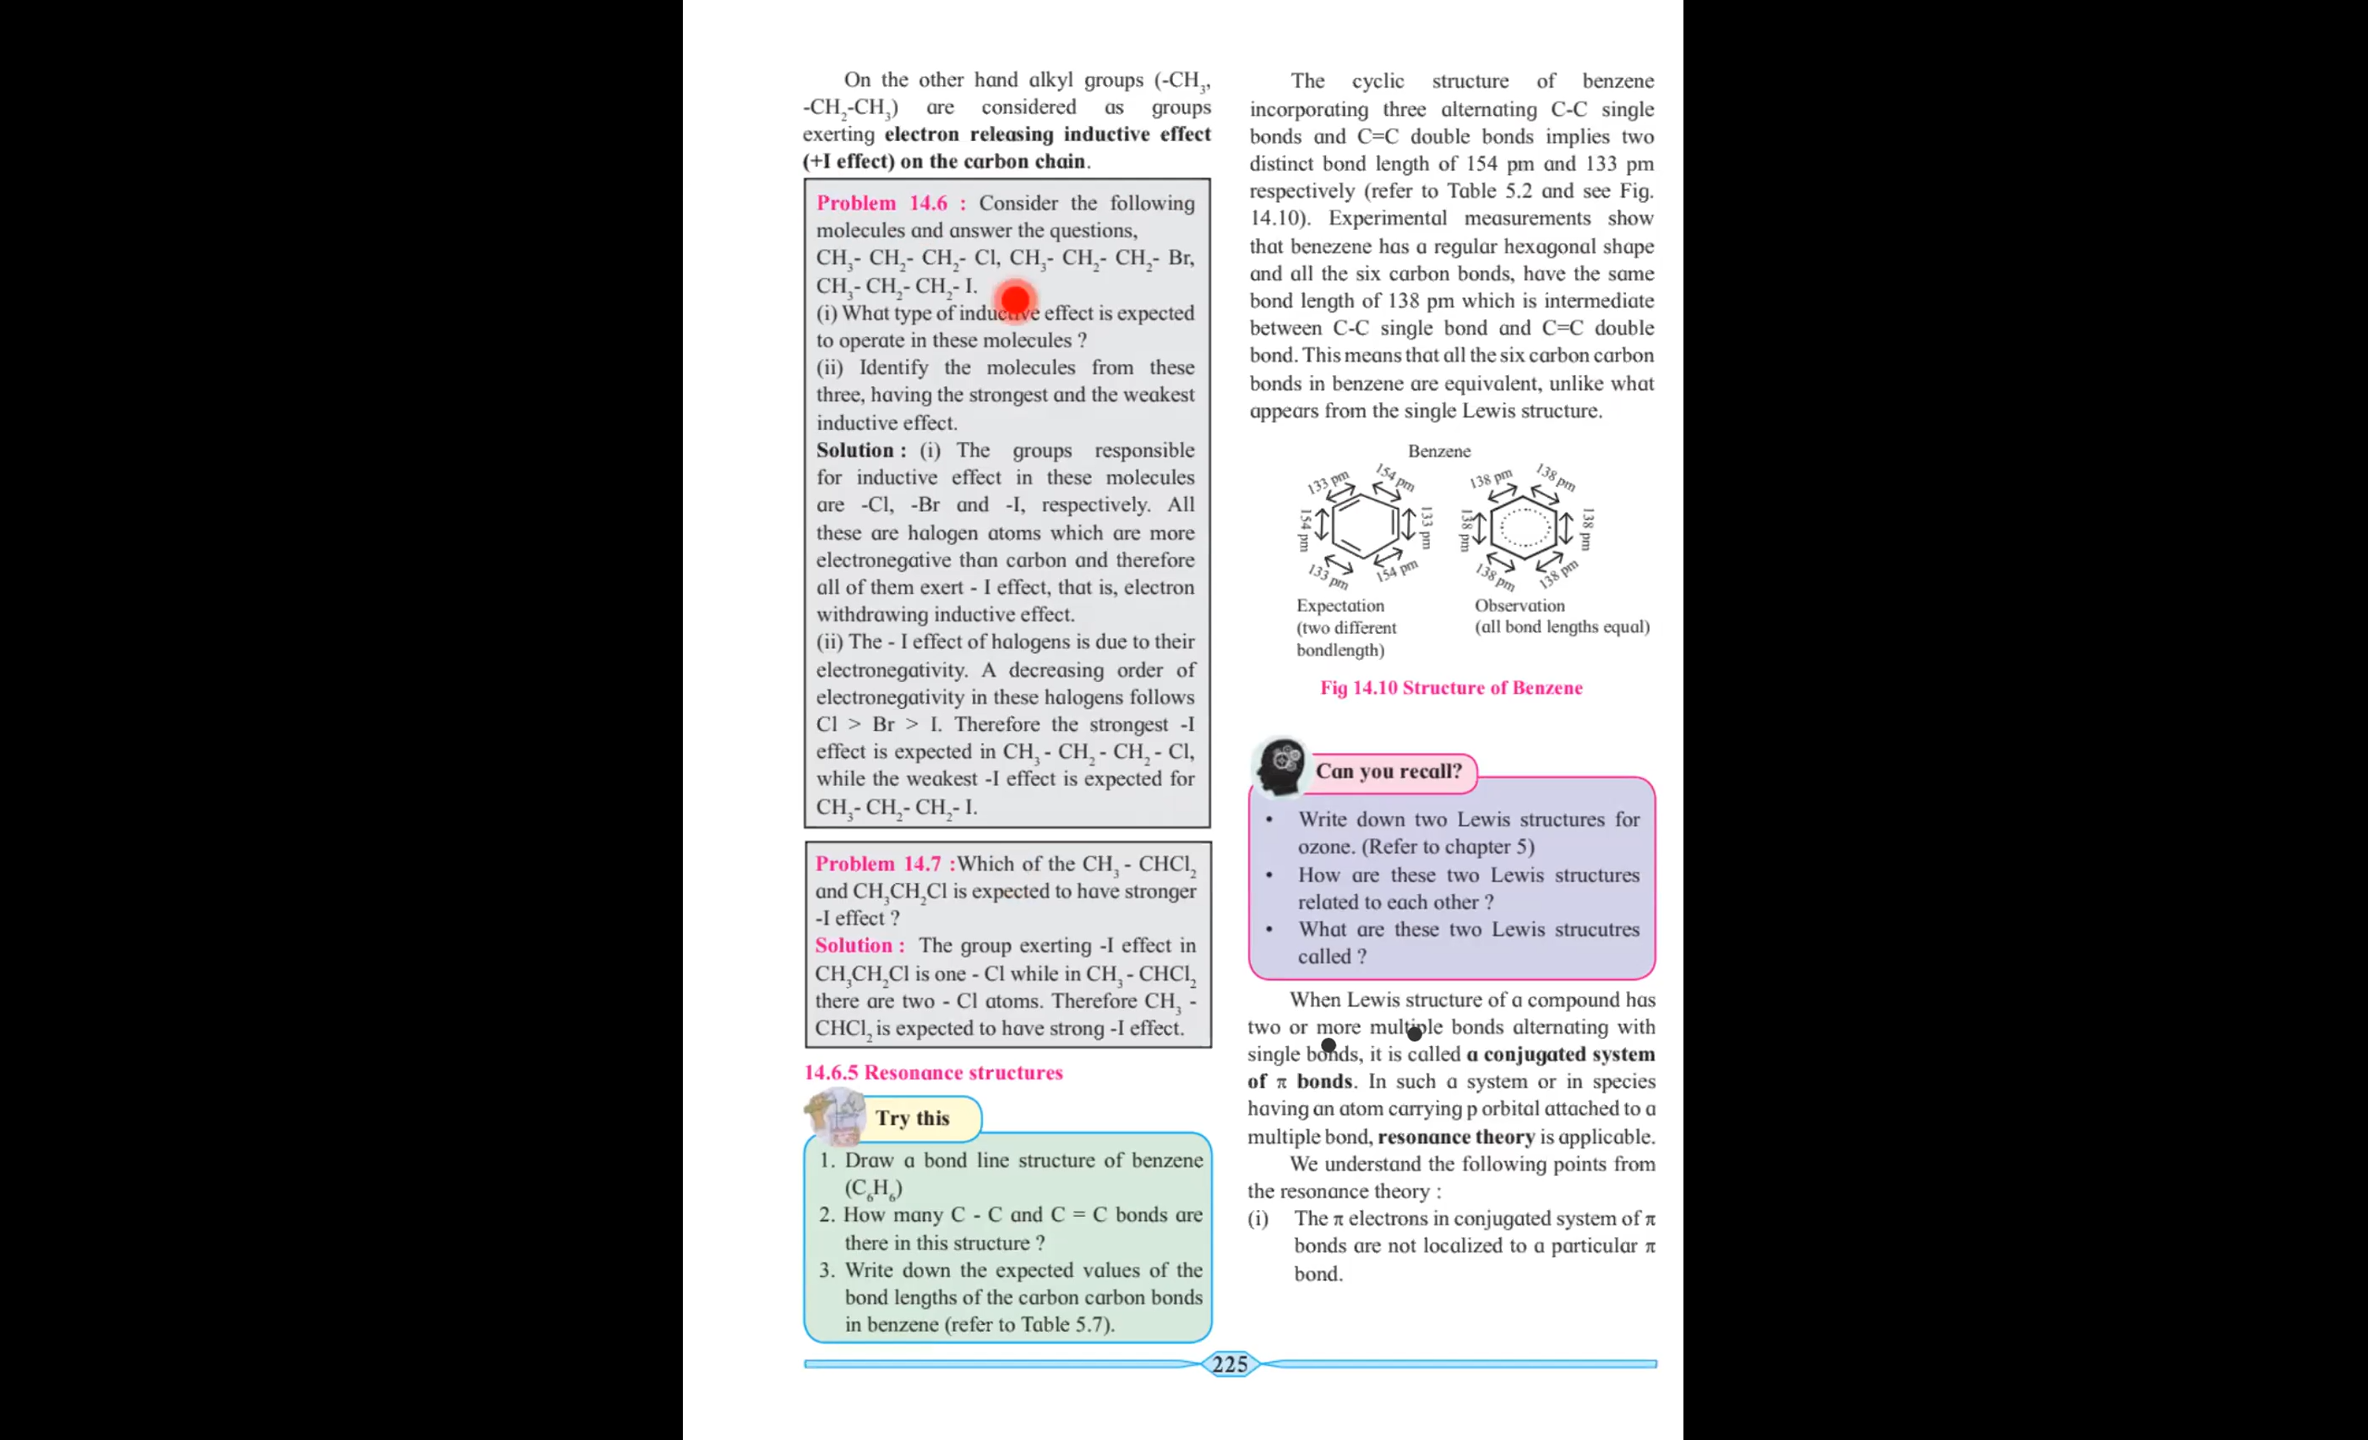 On the other hand alkyl groups (-CH₃,
-CH₂-CH₃) are considered as groups
exerting electron releasing inductive effect
(+I effect) on the carbon chain.
Problem 14.6 : Consider the following
molecules and answer the questions,
CH₃- CH₂- CH₂- Cl, CH₃- CH₂- CH₂- Br,
CH₃- CH₂- CH₂- I.
(i) What type of inductive effect is expected
to operate in these molecules ?
(ii) Identify the molecules from these
three, having the strongest and the weakest
inductive effect.
Solution : (i) The groups responsible
for inductive effect in these molecules
are -Cl, -Br and -I, respectively. All
these are halogen atoms which are more
electronegative than carbon and therefore
all of them exert - I effect, that is, electron
withdrawing inductive effect.
(ii) The - I effect of halogens is due to their
electronegativity. A decreasing order of
electronegativity in these halogens follows
Cl > Br > I. Therefore the strongest -I
effect is expected in CH₃ - CH₂ - CH₂ - Cl,
while the weakest -I effect is expected for
CH₃- CH₂- CH₂- I.
Problem 14.7 :Which of the CH₃ - CHCl₂
and CH₃CH₂Cl is expected to have stronger
-I effect ?
Solution : The group exerting -I effect in
CH₃CH₂Cl is one - Cl while in CH₃ - CHCl₂
there are two - Cl atoms. Therefore CH₃ -
CHCl₂ is expected to have strong -I effect.
14.6.5 Resonance structures
Try this
1. Draw a bond line structure of benzene
(C₆H₆)
2. How many C - C and C = C bonds are
there in this structure ?
3. Write down the expected values of the
bond lengths of the carbon carbon bonds
in benzene (refer to Table 5.7).
The cyclic structure of benzene
incorporating three alternating C-C single
bonds and C=C double bonds implies two
distinct bond length of 154 pm and 133 pm
respectively (refer to Table 5.2 and see Fig.
14.10). Experimental measurements show
that benezene has a regular hexagonal shape
and all the six carbon bonds, have the same
bond length of 138 pm which is intermediate
between C-C single bond and C=C double
bond. This means that all the six carbon carbon
bonds in benzene are equivalent, unlike what
appears from the single Lewis structure.
Benzene
133 pm 154 pm 138 pm 138 pm
154 pm 133 pm 138 pm 138 pm
133 pm 154 pm 138 pm 138 pm
Expectation
(two different
bondlength)
Observation
(all bond lengths equal)
Fig 14.10 Structure of Benzene
Can you recall?
• Write down two Lewis structures for
ozone. (Refer to chapter 5)
• How are these two Lewis structures
related to each other ?
• What are these two Lewis strucutres
called ?
When Lewis structure of a compound has
two or more multiple bonds alternating with
single bonds, it is called a conjugated system
of π bonds. In such a system or in species
having an atom carrying p orbital attached to a
multiple bond, resonance theory is applicable.
We understand the following points from
the resonance theory :
(i) The π electrons in conjugated system of π
bonds are not localized to a particular π
bond.
225